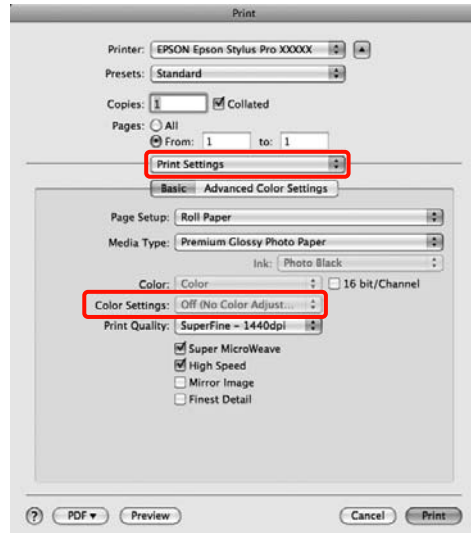 Print
Printer: EPSON Epson Stylus Pro XXXXX
Presets: Standard
Copies: 1 Collated
Pages: All
From: 1 to: 1
Print Settings
Basic Advanced Color Settings
Page Setup: Roll Paper
Media Type: Premium Glossy Photo Paper
Ink: Photo Black
Color: Color 16 bit/Channel
Color Settings: Off (No Color Adjust...
Print Quality: SuperFine – 1440dpi
Super MicroWeave
High Speed
Mirror Image
Finest Detail
? PDF Preview Cancel Print